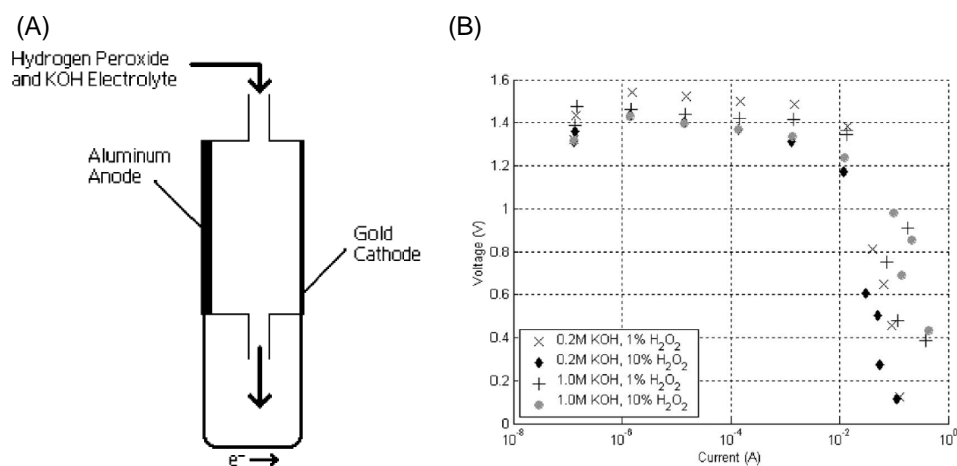 (A)
Hydrogen Peroxide
and KOH Electrolyte
Aluminum
Anode
Gold
Cathode
e⁻
(B)
1.6
1.4
1.2
1
0.8
0.6
0.4
0.2
0
Voltage (V)
0.2M KOH, 1% H₂O₂
0.2M KOH, 10% H₂O₂
1.0M KOH, 1% H₂O₂
1.0M KOH, 10% H₂O₂
10⁻⁸
10⁻⁶
10⁻⁴
10⁻²
10⁰
Current (A)